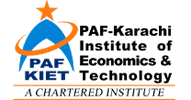 PAF
KIET
PAF-Karachi
Institute of
Economics &
Technology
A CHARTERED INSTITUTE